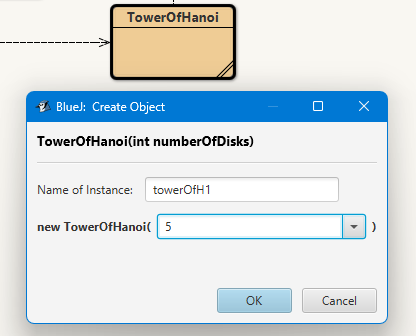 TowerOfHanoi
BlueJ: Create Object
TowerOfHanoi(int numberOfDisks)
Name of Instance: towerOfH1
new TowerOfHanoi( 5 )
OK Cancel